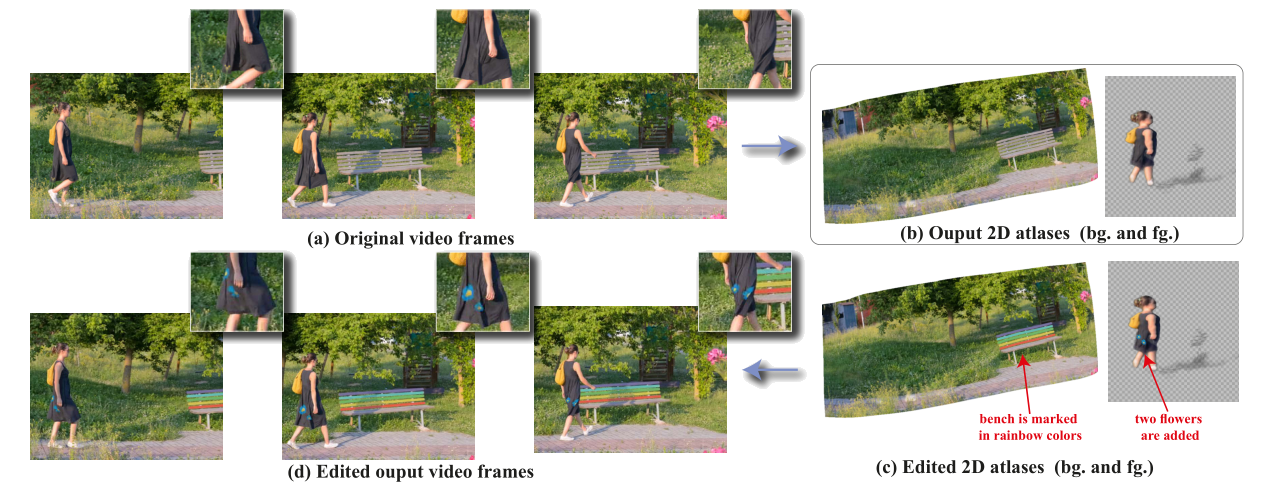 (a) Original video frames
(b) Ouput 2D atlases (bg. and fg.)
bench is marked
in rainbow colors
two flowers
are added
(c) Edited 2D atlases (bg. and fg.)
(d) Edited ouput video frames